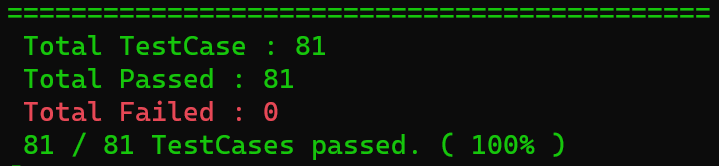 ============================================
Total TestCase : 81
Total Passed : 81
Total Failed : 0
81 / 81 TestCases passed. ( 100% )